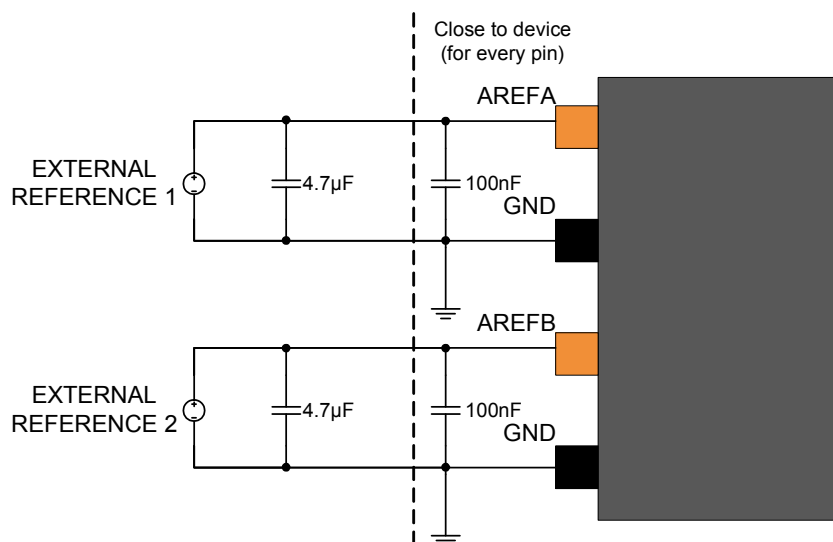 Close to device
(for every pin)
AREFA
EXTERNAL
REFERENCE 1
4.7µF
100nF
GND
AREFB
EXTERNAL
REFERENCE 2
4.7µF
100nF
GND